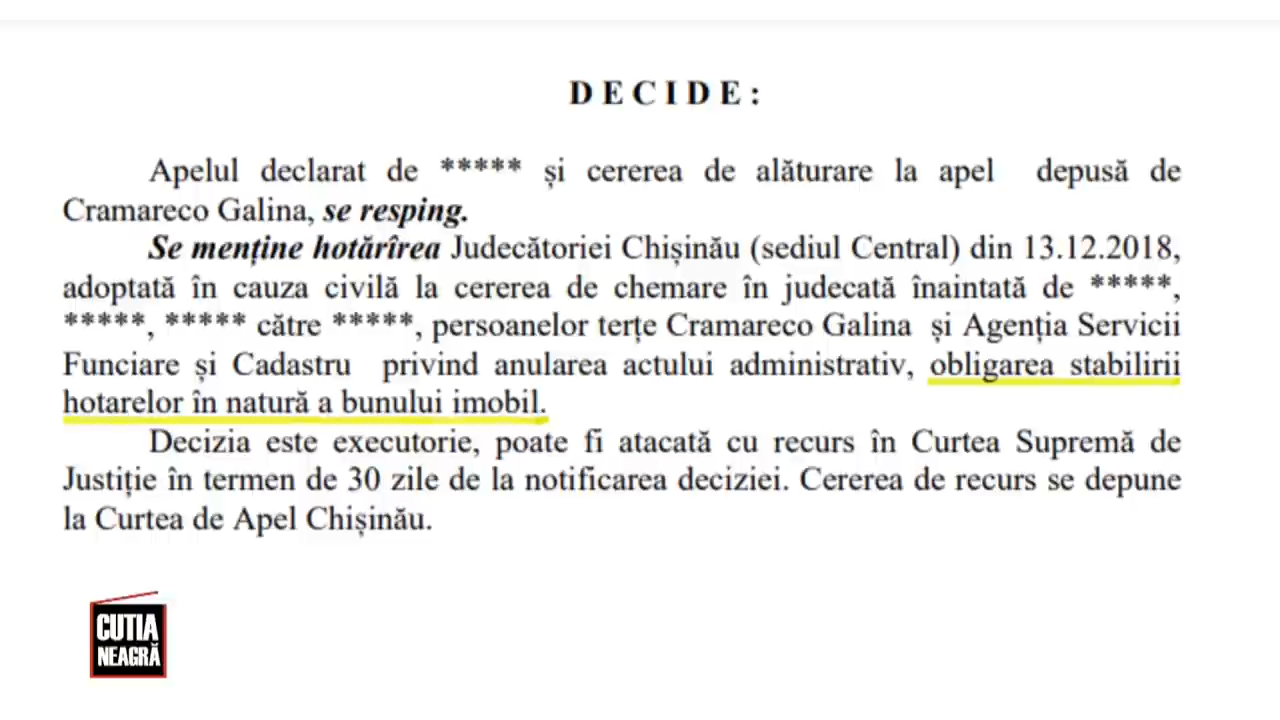 D E C I D E :
Apelul declarat de ***** și cererea de alăturare la apel depusă de
Cramareco Galina, se resping.
Se menține hotărîrea Judecătoriei Chișinău (sediul Central) din 13.12.2018,
adoptată în cauza civilă la cererea de chemare în judecată înaintată de *****,
*****, ***** către *****, persoanelor terțe Cramareco Galina și Agenția Servicii
Funciare și Cadastru privind anularea actului administrativ, obligarea stabilirii
hotarelor în natură a bunului imobil.
Decizia este executorie, poate fi atacată cu recurs în Curtea Supremă de
Justiție în termen de 30 zile de la notificarea deciziei. Cererea de recurs se depune
la Curtea de Apel Chișinău.
CUTIA
NEAGRĂ